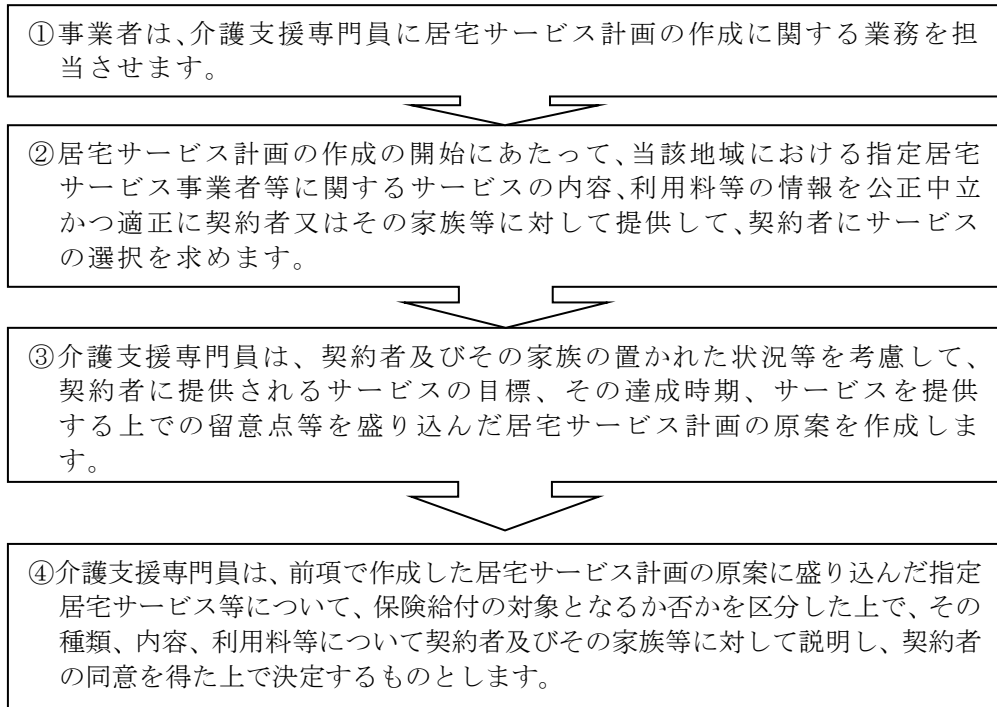 ①事業者は、介護支援専門員に居宅サービス計画の作成に関する業務を担
当させます。
②居宅サービス計画の作成の開始にあたって、当該地域における指定居宅
サービス事業者等に関するサービスの内容、利用料等の情報を公正中立
かつ適正に契約者又はその家族等に対して提供して、契約者にサービス
の選択を求めます。
③介護支援専門員は、契約者及びその家族の置かれた状況等を考慮して、
契約者に提供されるサービスの目標、その達成時期、サービスを提供
する上での留意点等を盛り込んだ居宅サービス計画の原案を作成しま
す。
④介護支援専門員は、前項で作成した居宅サービス計画の原案に盛り込んだ指定
居宅サービス等について、保険給付の対象となるか否かを区分した上で、その
種類、内容、利用料等について契約者及びその家族等に対して説明し、契約者
の同意を得た上で決定するものとします。